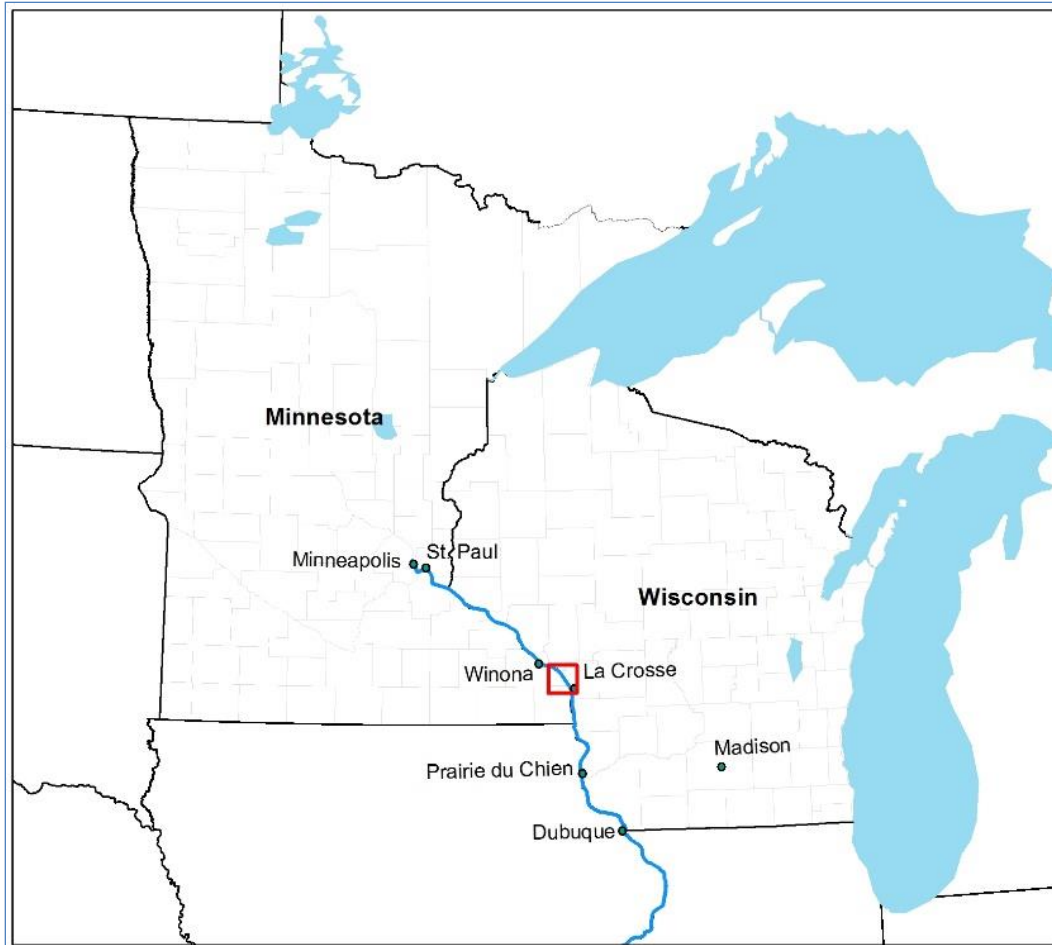 Minnesota
Minneapolis
St. Paul
Wisconsin
Winona
La Crosse
Madison
Prairie du Chien
Dubuque